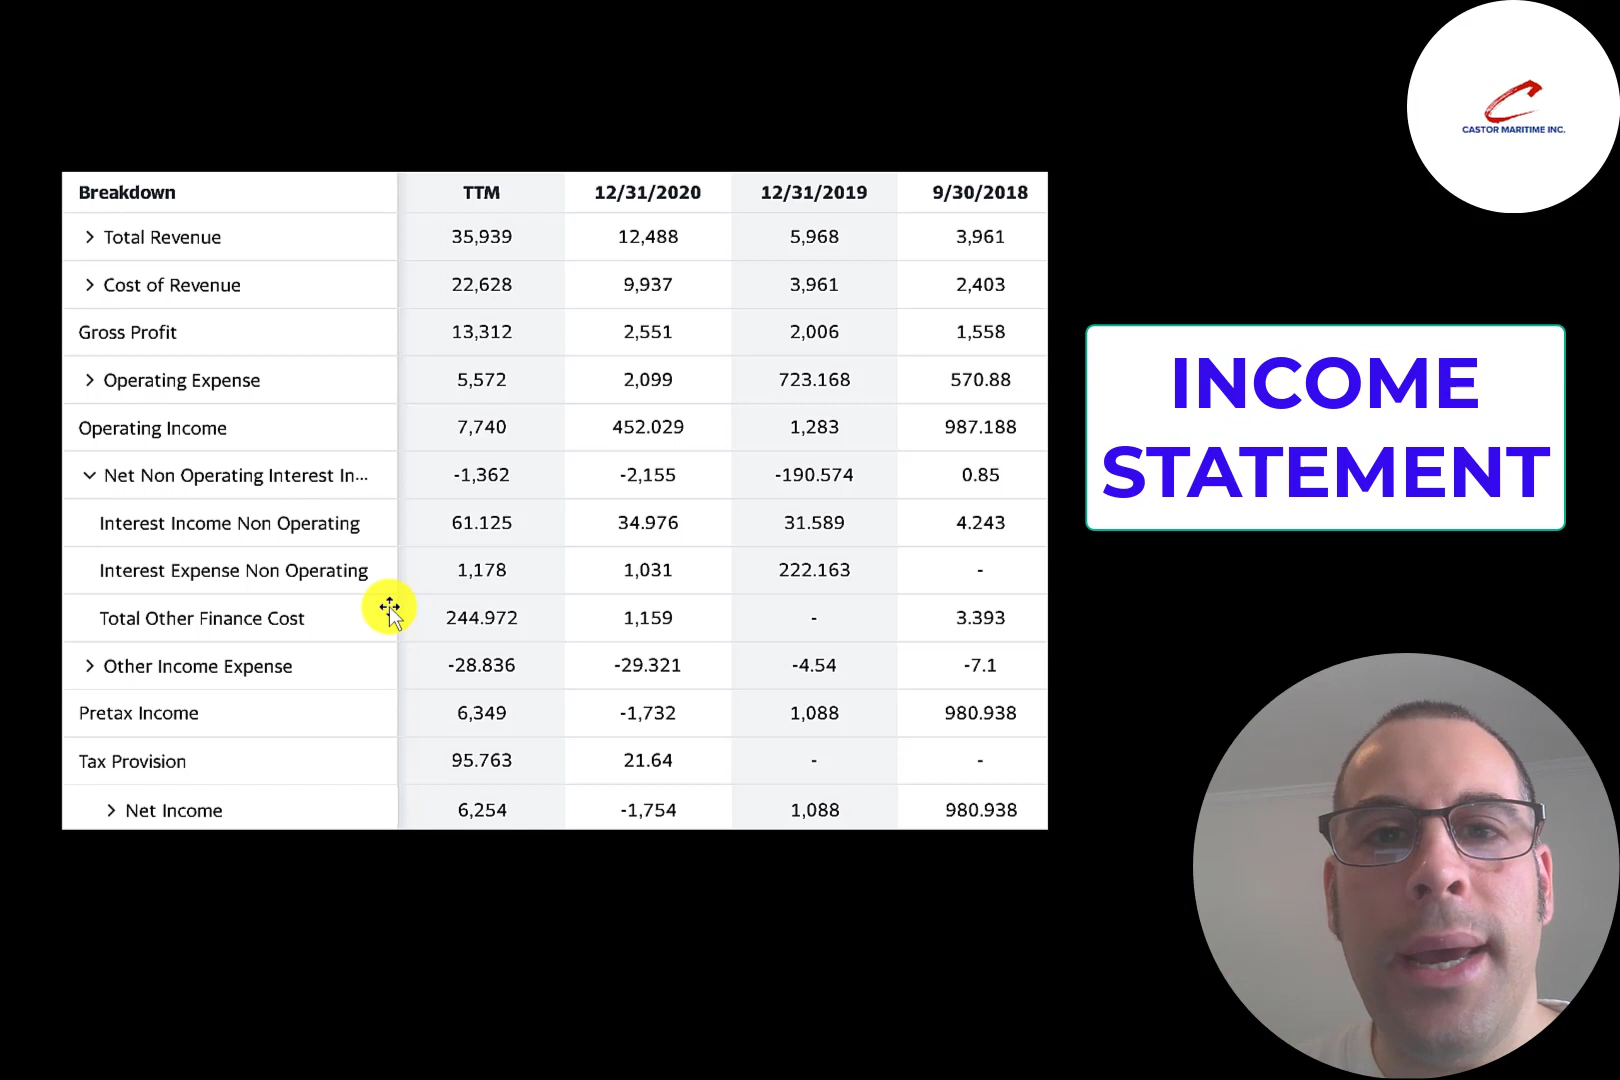 CASTOR MARITIME INC.
Breakdown TTM 12/31/2020 12/31/2019 9/30/2018
Total Revenue 35,939 12,488 5,968 3,961
Cost of Revenue 22,628 9,937 3,961 2,403
Gross Profit 13,312 2,551 2,006 1,558
Operating Expense 5,572 2,099 723.168 570.88
Operating Income 7,740 452.029 1,283 987.188
Net Non Operating Interest In... -1,362 -2,155 -190.574 0.85
Interest Income Non Operating 61.125 34.976 31.589 4.243
Interest Expense Non Operating 1,178 1,031 222.163 -
Total Other Finance Cost 244.972 1,159 - 3.393
Other Income Expense -28.836 -29.321 -4.54 -7.1
Pretax Income 6,349 -1,732 1,088 980.938
Tax Provision 95.763 21.64 - -
Net Income 6,254 -1,754 1,088 980.938
INCOME
STATEMENT